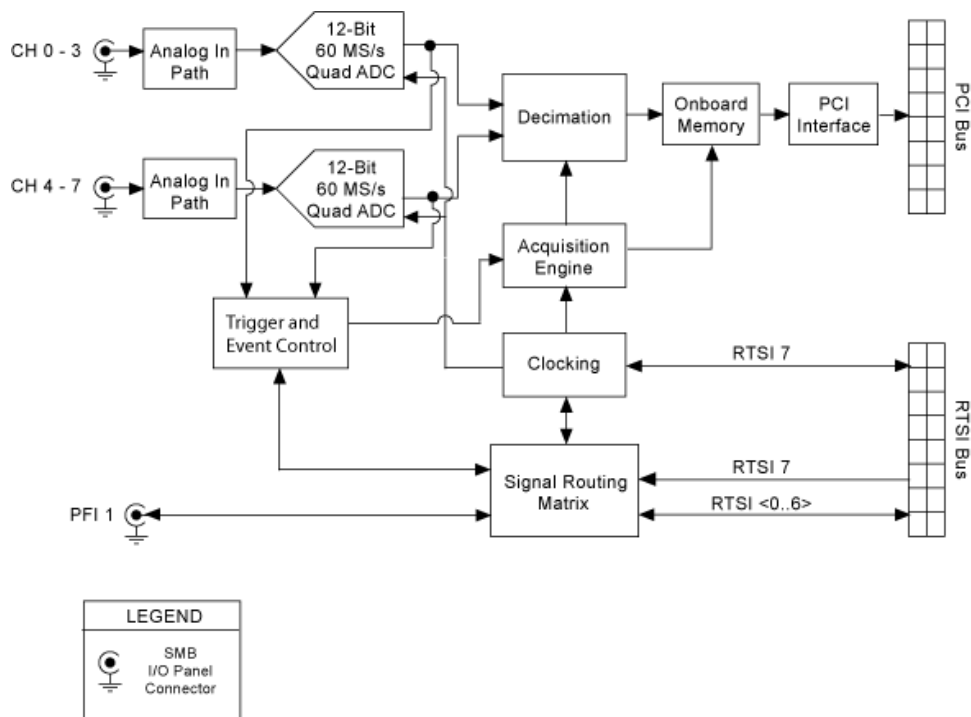 CH 0 - 3
Analog In
Path
12-Bit
60 MS/s
Quad ADC
Decimation
Onboard
Memory
PCI
Interface
PCI Bus
CH 4 - 7
Analog In
Path
12-Bit
60 MS/s
Quad ADC
Acquisition
Engine
Trigger and
Event Control
Clocking
RTSI 7
RTSI Bus
Signal Routing
Matrix
RTSI 7
RTSI <0..6>
PFI 1
LEGEND
SMB
I/O Panel
Connector